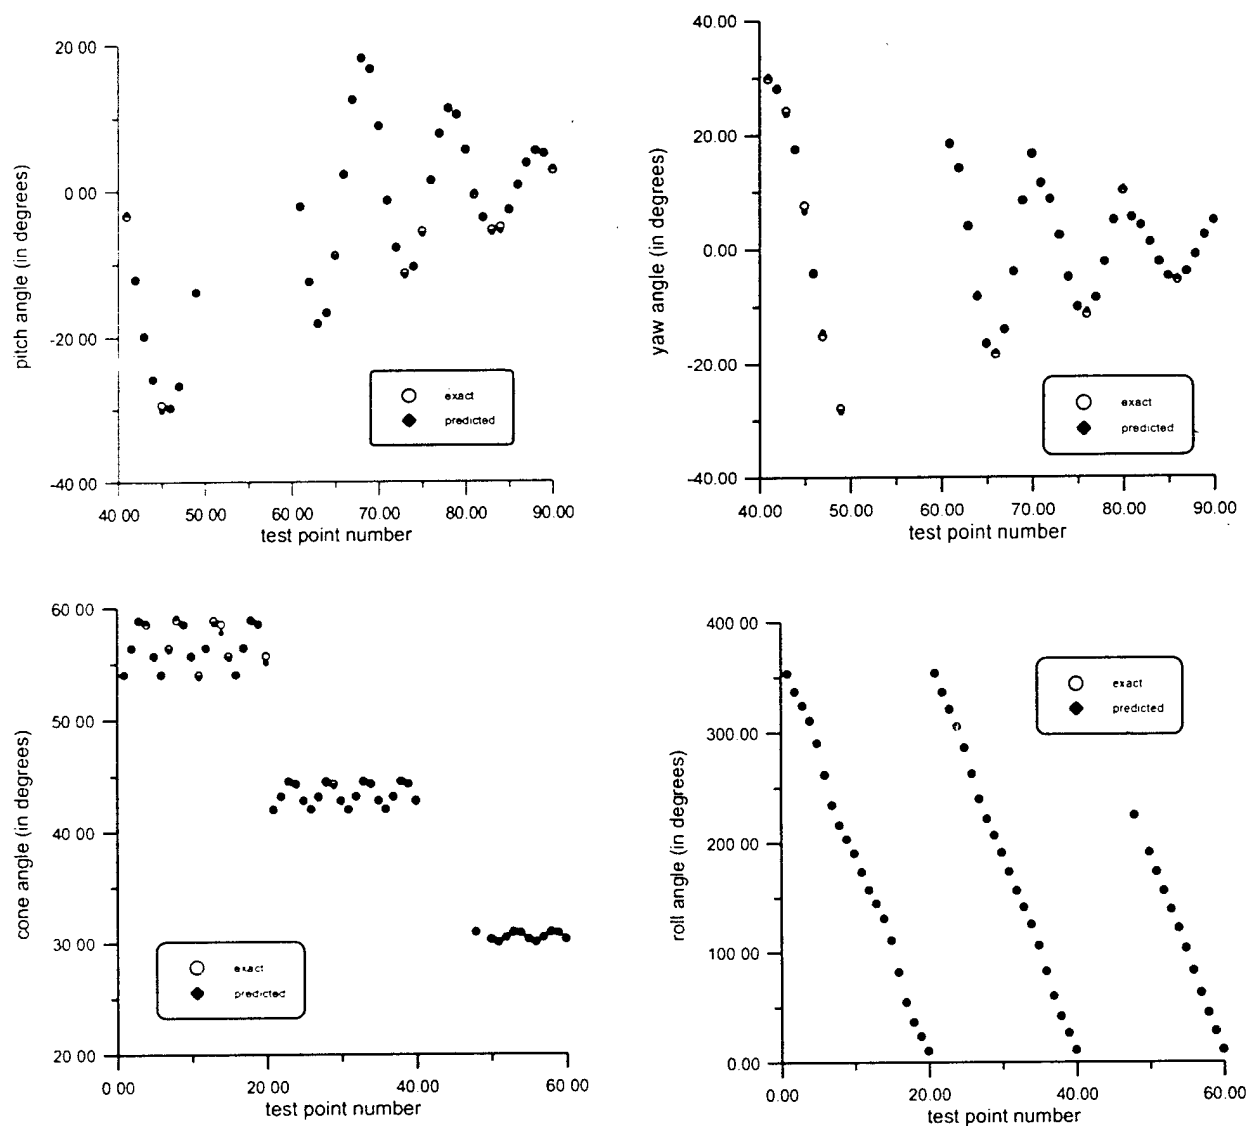 20 00
0 00
-20 00
-40 00
pitch angle (in degrees)
exact
predicted
40 00
50.00
60 00
70.00
80.00
90.00
test point number
40.00
20.00
0.00
-20.00
-40.00
yaw angle (in degrees)
exact
predicted
40.00
50.00
60.00
70.00
80.00
90.00
test point number
60 00
50 00
40 00
30 00
20 00
cone angle (in degrees)
exact
predicted
0 00
20 00
40 00
60.00
test point number
400 00
300.00
200 00
100 00
0.00
roll angle (in degrees)
exact
predicted
0.00
20.00
40.00
60.00
test point number